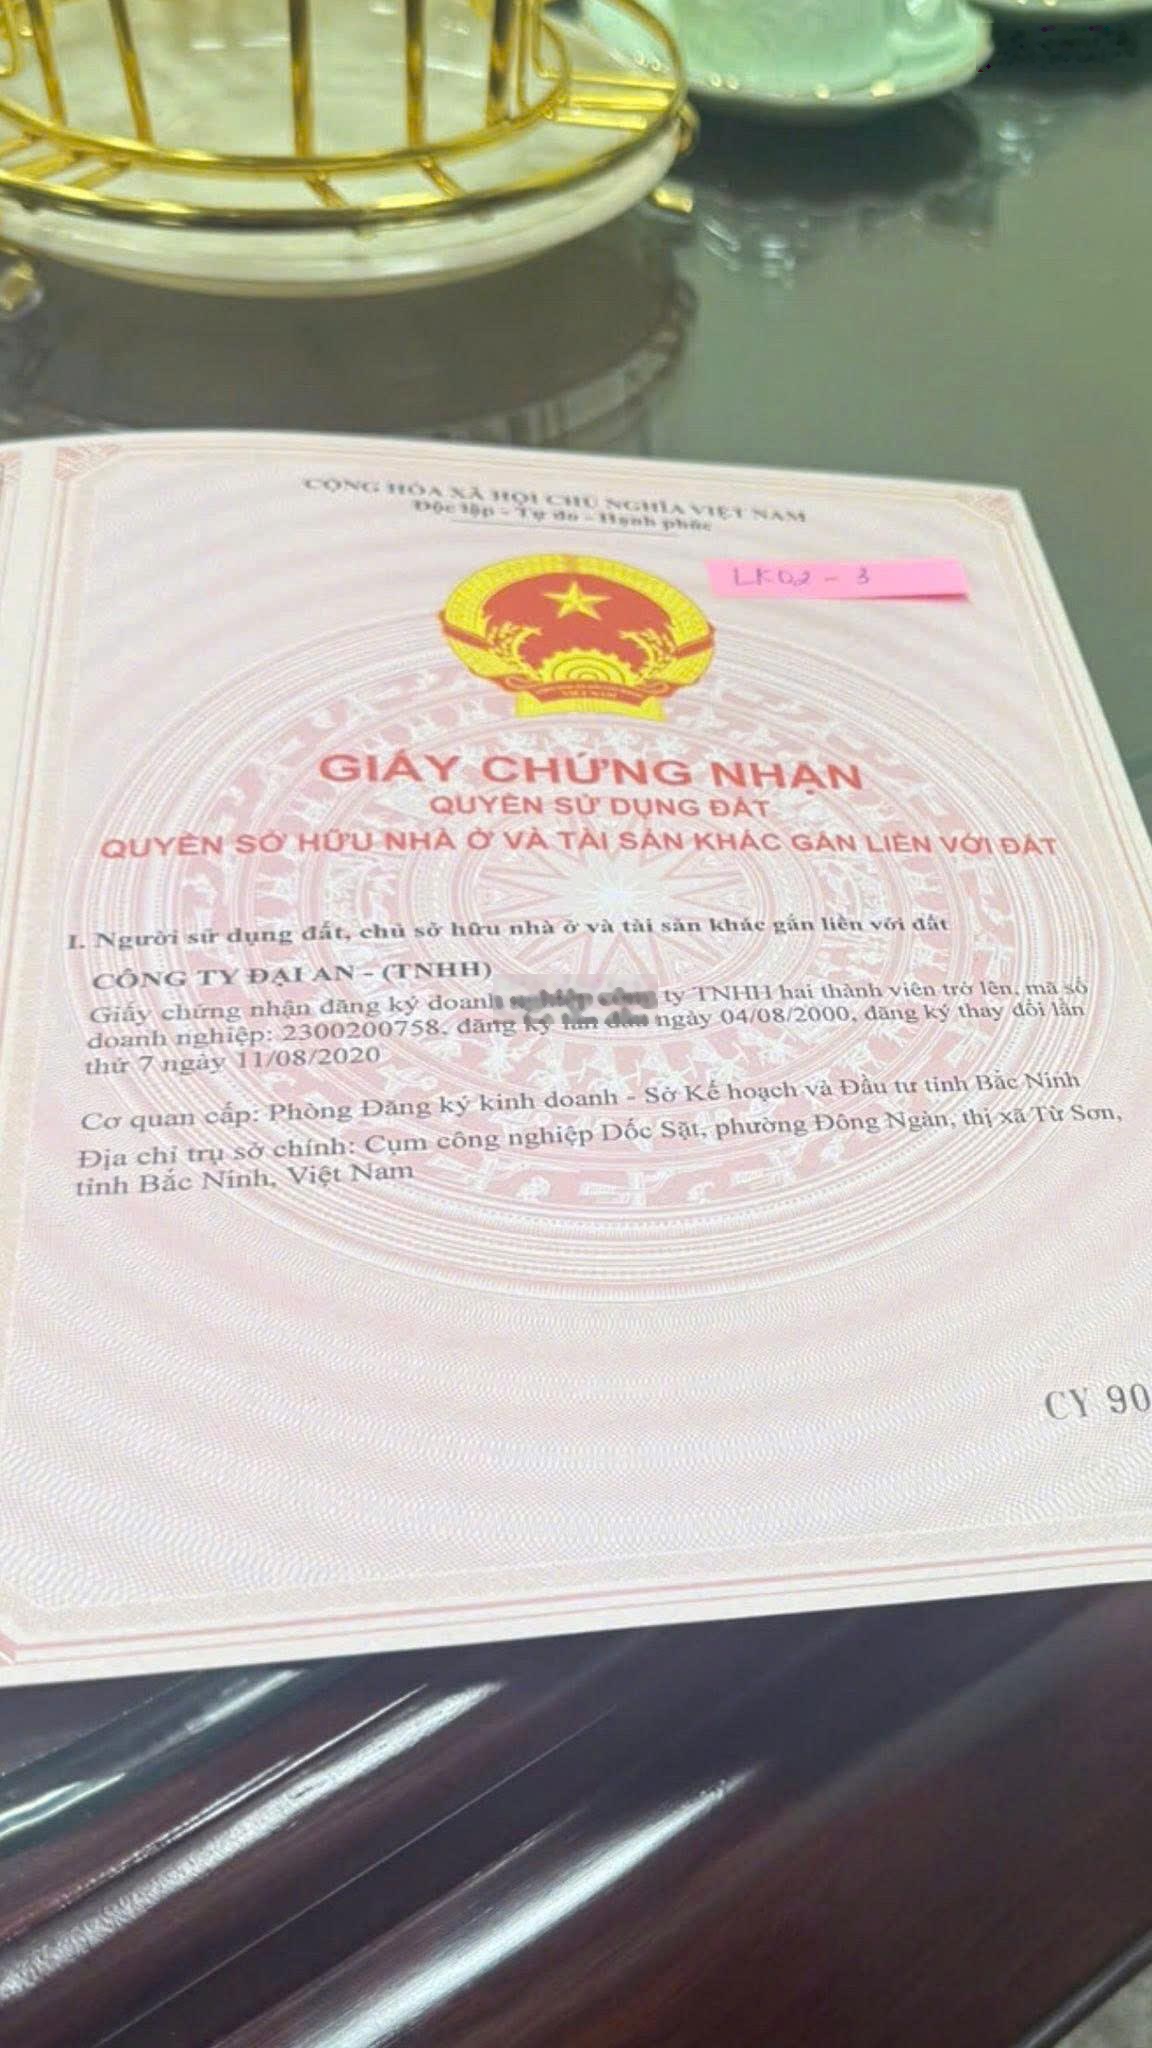 CỘNG HÒA XÃ HỘI CHỦ NGHĨA VIỆT NAM
Độc lập - Tự do - Hạnh phúc
LK02 - 3
GIẤY CHỨNG NHẬN
QUYỀN SỬ DỤNG ĐẤT
QUYỀN SỞ HỮU NHÀ Ở VÀ TÀI SẢN KHÁC GẮN LIỀN VỚI ĐẤT
I. Người sử dụng đất, chủ sở hữu nhà ở và tài sản khác gắn liền với đất
CÔNG TY ĐẠI AN - (TNHH)
Giấy chứng nhận đăng ký doanh nghiệp công ty TNHH hai thành viên trở lên, mã số
doanh nghiệp: 2300200758, đăng ký lần đầu ngày 04/08/2000, đăng ký thay đổi lần
thứ 7 ngày 11/08/2020
Cơ quan cấp: Phòng Đăng ký kinh doanh - Sở Kế hoạch và Đầu tư tỉnh Bắc Ninh
Địa chỉ trụ sở chính: Cụm công nghiệp Dốc Sặt, phường Đông Ngàn, thị xã Từ Sơn,
tỉnh Bắc Ninh, Việt Nam
CY 90